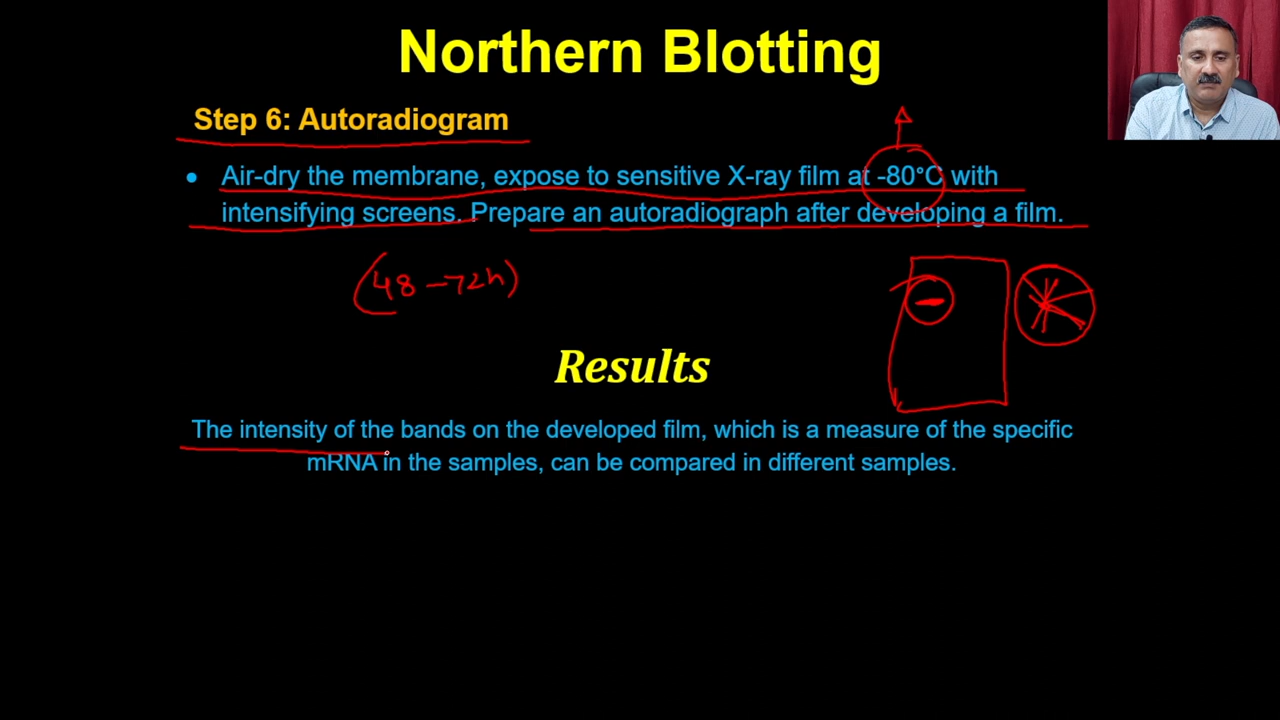 Northern Blotting
Step 6: Autoradiogram
• Air-dry the membrane, expose to sensitive X-ray film at -80°C with
intensifying screens. Prepare an autoradiograph after developing a film.
(48-72h)
Results
The intensity of the bands on the developed film, which is a measure of the specific
mRNA in the samples, can be compared in different samples.